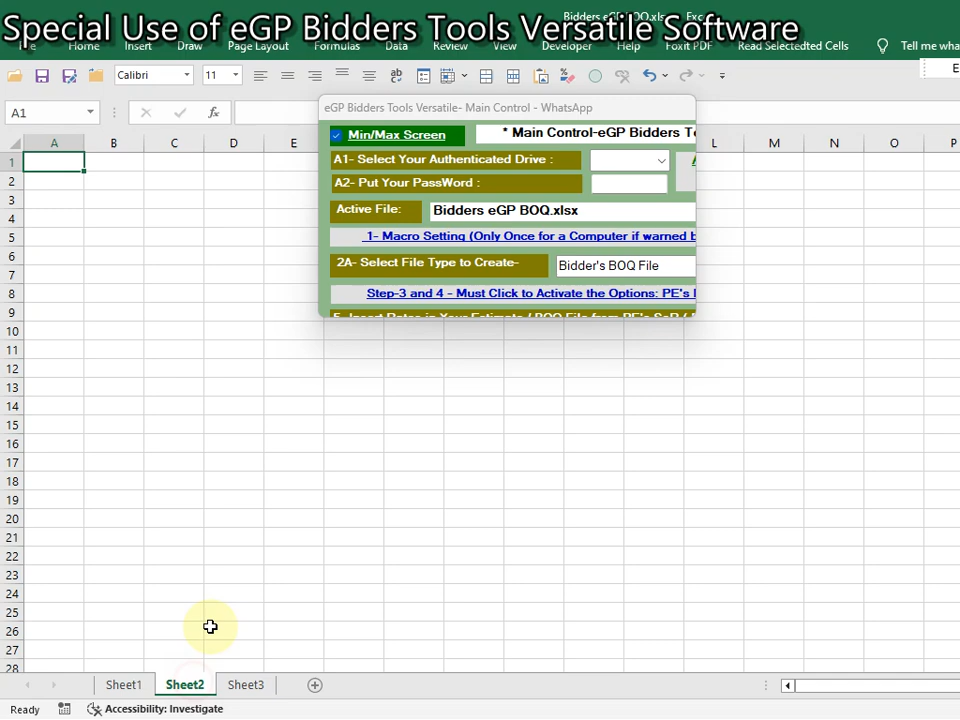 Special Use of eGP Bidders Tools Versatile Software
Home Insert Draw Page Layout Formulas Data Review View Developer Help Foxit PDF Read Selectedted Cells Tell me wha
Calibri 11
A1 fx
eGP Bidders Tools Versatile- Main Control - WhatsApp
Min/Max Screen * Main Control-eGP Bidders To
A1- Select Your Authenticated Drive :
A2- Put Your PassWord :
Active File: Bidders eGP BOQ.xlsx
1- Macro Setting (Only Once for a Computer if warned b
2A- Select File Type to Create- Bidder's BOQ File
Step-3 and 4 - Must Click to Activate the Options: PE's
A B C D E L M N O P
1
2
3
4
5
6
7
8
9
10
11
12
13
14
15
16
17
18
19
20
21
22
23
24
25
26
27
28
Sheet1 Sheet2 Sheet3
Ready Accessibility: Investigate